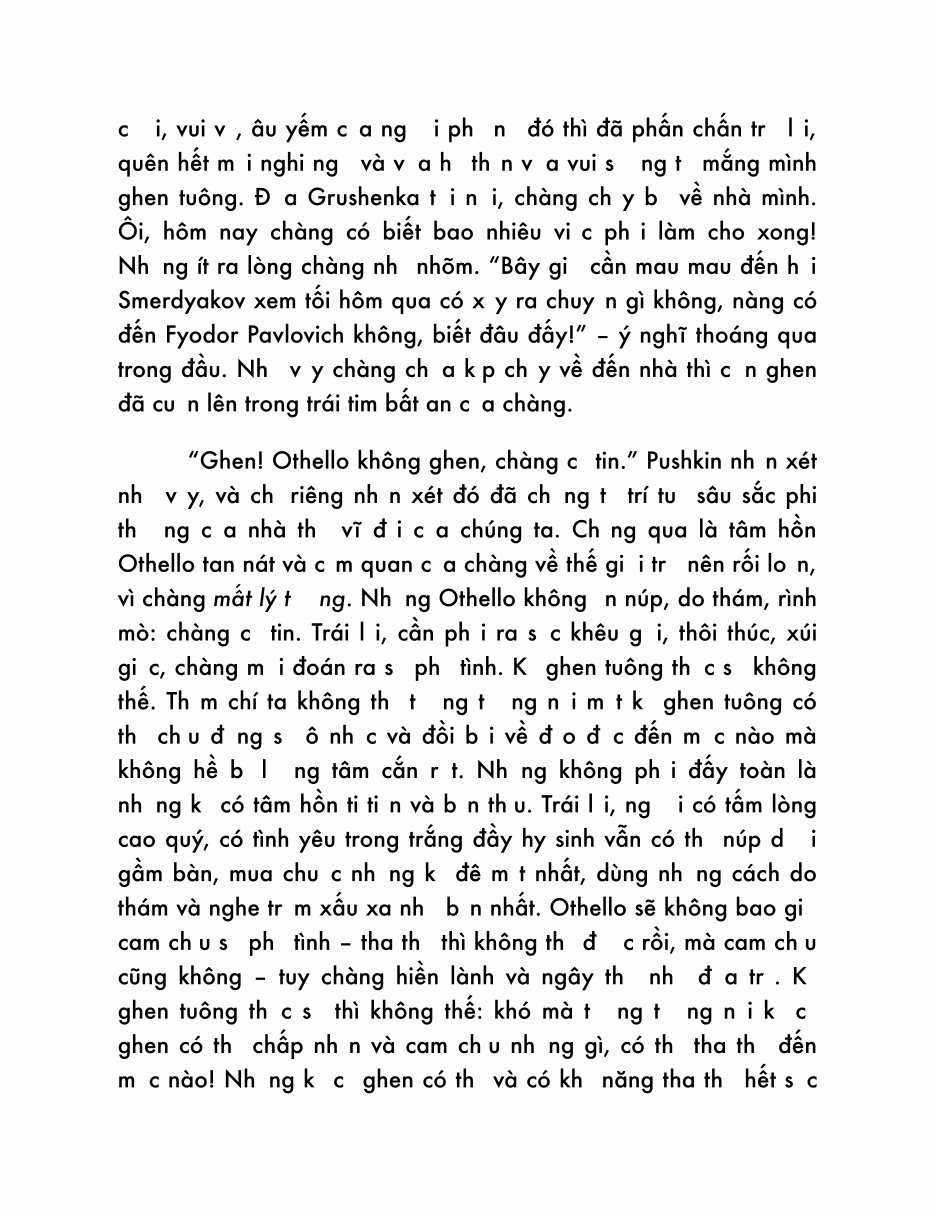 c i, vui v , âu yếm c a ng i ph n đó thì đã phấn chấn tr l i,
quên hết m i nghi ng và v a h th n v a vui s ng t mắng mình
ghen tuông. Đ a Grushenka t i n i, chàng ch y b về nhà mình.
Ôi, hôm nay chàng có biết bao nhiêu vi c ph i làm cho xong!
Nh ng ít ra lòng chàng nh nhõm. “Bây gi cần mau mau đến h i
Smerdyakov xem tối hôm qua có x y ra chuy n gì không, nàng có
đến Fyodor Pavlovich không, biết đâu đấy!” – ý nghĩ thoáng qua
trong đầu. Nh v y chàng ch a k p ch y về đến nhà thì c n ghen
đã cu n lên trong trái tim bất an c a chàng.
“Ghen! Othello không ghen, chàng c tin.” Pushkin nh n xét
nh v y, và ch riêng nh n xét đó đã ch ng t trí tu sâu sắc phi
th ng c a nhà th vĩ đ i c a chúng ta. Ch ng qua là tâm hồn
Othello tan nát và c m quan c a chàng về thế gi i tr nên rối lo n,
vì chàng mất lý t ng. Nh ng Othello không n núp, do thám, rình
mò: chàng c tin. Trái l i, cần ph i ra s c khêu g i, thôi thúc, xúi
gi c, chàng m i đoán ra s ph tình. K ghen tuông th c s không
thế. Th m chí ta không th t ng t ng n i m t k ghen tuông có
th ch u đ ng s ô nh c và đồi b i về đ o đ c đến m c nào mà
không hề b l ng tâm cắn r t. Nh ng không ph i đấy toàn là
nh ng k có tâm hồn ti ti n và b n th u. Trái l i, ng i có tấm lòng
cao quý, có tình yêu trong trắng đầy hy sinh vẫn có th núp d i
gầm bàn, mua chu c nh ng k đê m t nhất, dùng nh ng cách do
thám và nghe tr m xấu xa nh b n nhất. Othello sẽ không bao gi
cam ch u s ph tình – tha th thì không th đ c rồi, mà cam ch u
cũng không – tuy chàng hiền lành và ngây th nh đ a tr . K
ghen tuông th c s thì không thế: khó mà t ng t ng n i k c
ghen có th chấp nh n và cam ch u nh ng gì, có th tha th đến
m c nào! Nh ng k c ghen có th và có kh năng tha th hết s c